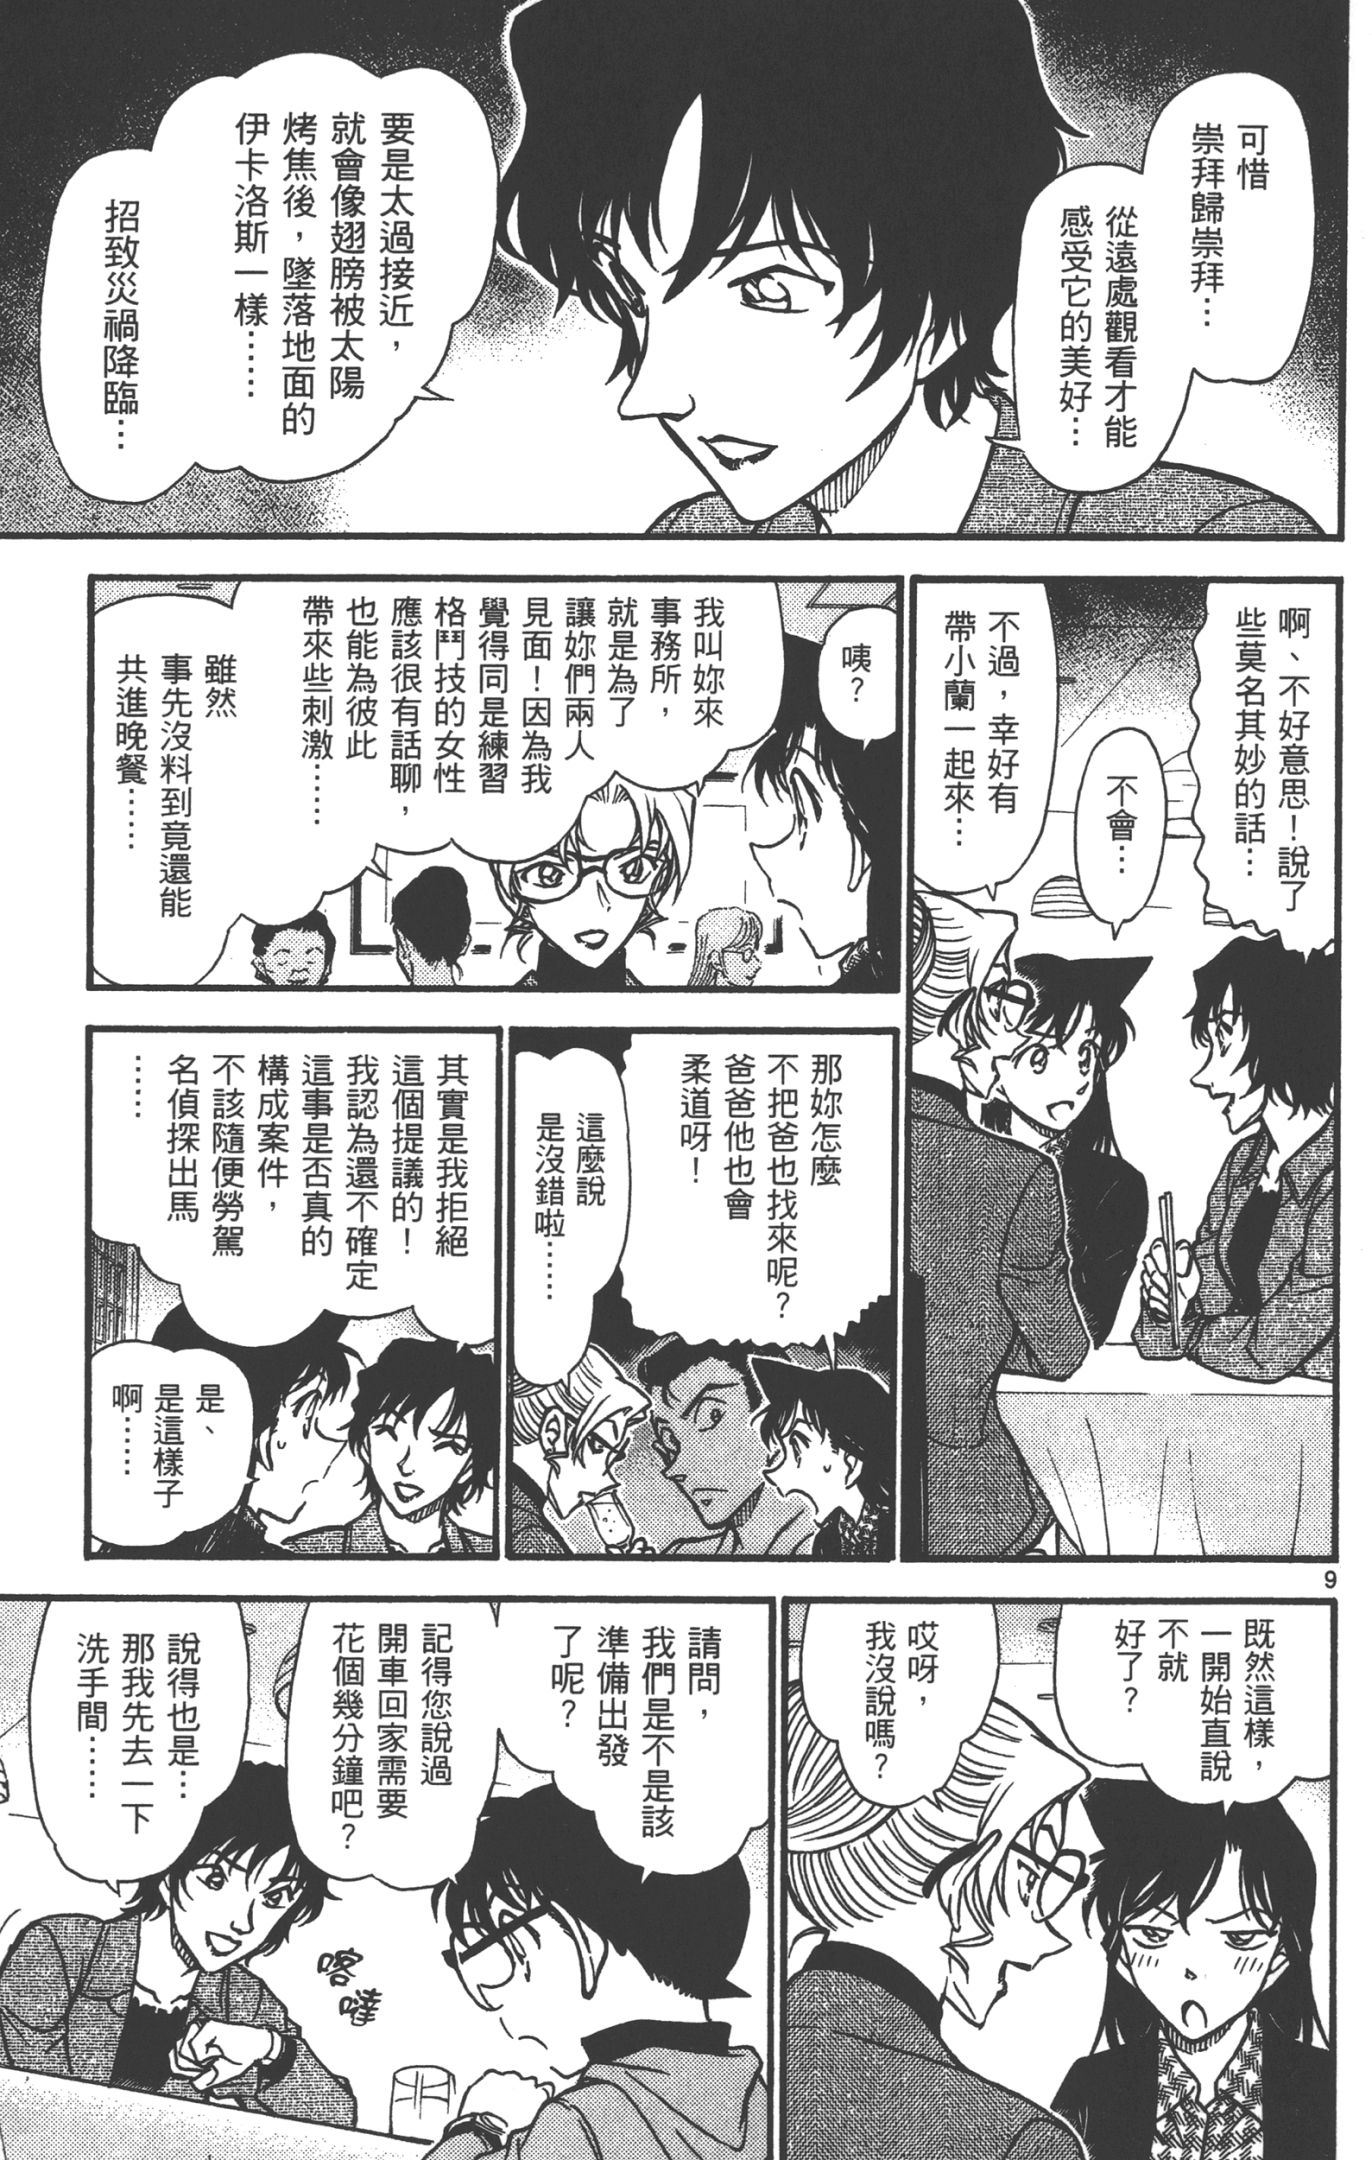 可惜
崇拜歸崇拜…
從遠處觀看才能
感受它的美好…
要是太過接近，
就會像翅膀被太陽
烤焦後，墜落地面的
伊卡洛斯一樣……
招致災禍降臨…
啊、不好意思！說了
些莫名其妙的話…
不會…
不過，幸好有
帶小蘭一起來…
咦？
我叫妳來
事務所，
就是為了
讓妳們兩人
見面！因為我
覺得同是練習
格鬥技的女性
應該很有話聊，
也能為彼此
帶來些刺激……
雖然
事先沒料到竟還能
共進晚餐……
那妳怎麼
不把爸也找來呢？
爸爸他也會
柔道呀！
這麼說
是沒錯啦……
其實是我拒絕
這個提議的！
我認為還不確定
這事是否真的
構成案件，
不該隨便勞駕
名偵探出馬
……
是、
是這樣子
啊……
9
既然這樣，
一開始直說
不就
好了？
哎呀，
我沒說嗎？
請問，
我們是不是該
準備出發
了呢？
記得您說過
開車回家需要
花個幾分鐘吧？
說得也是…
那我先去一下
洗手間……
喀
噠